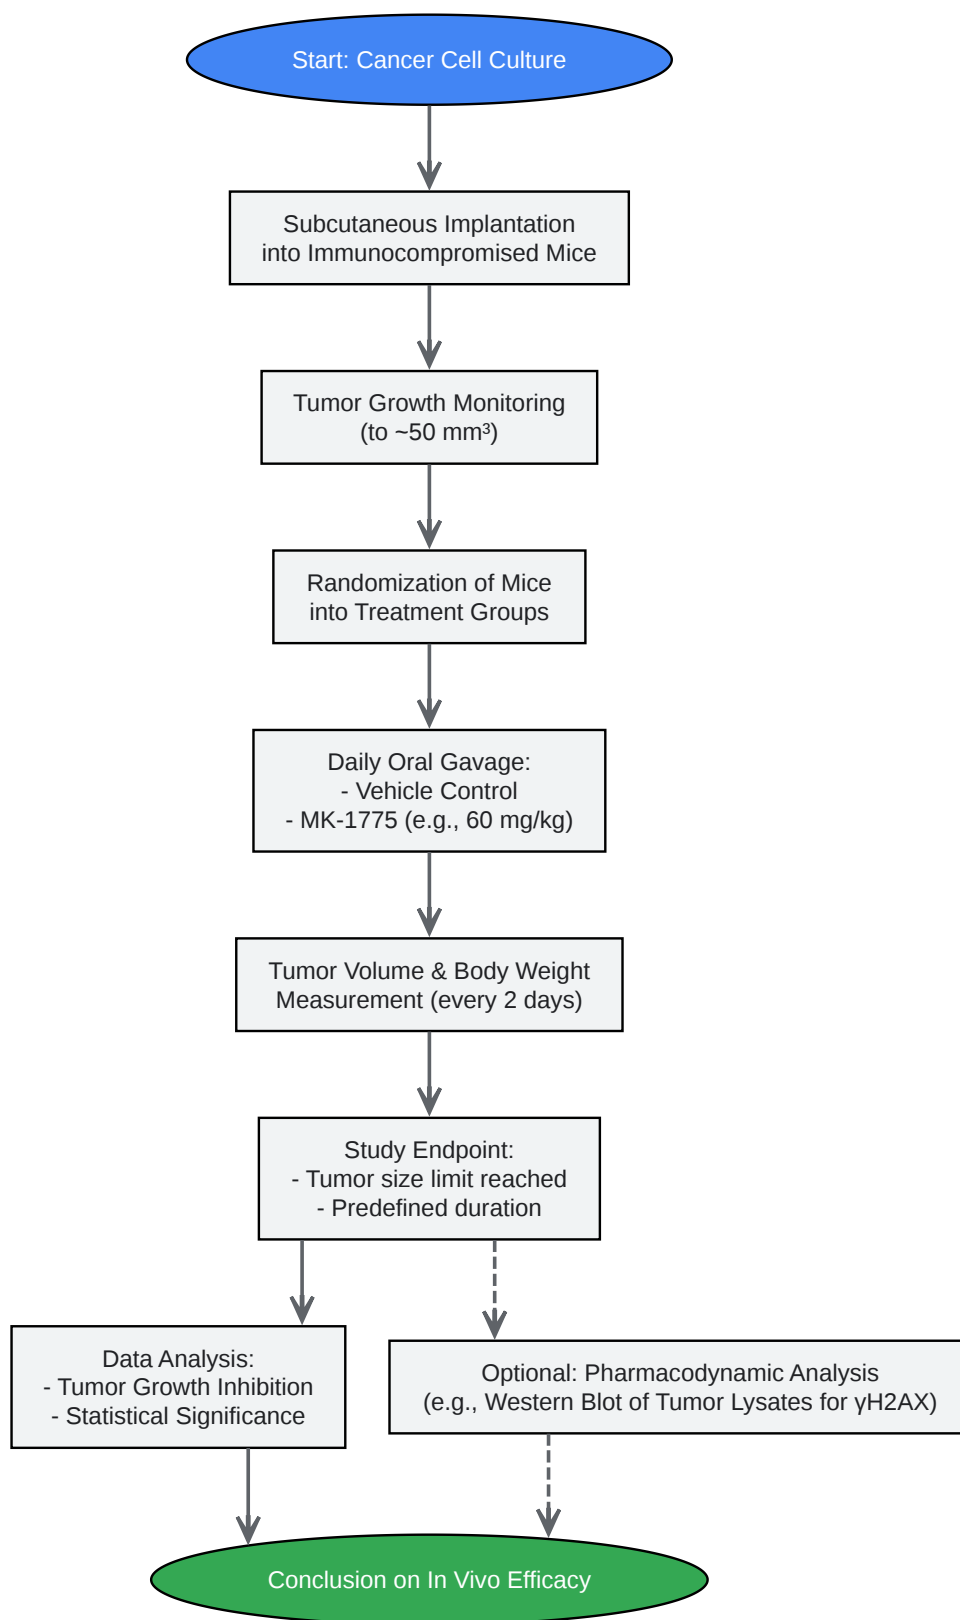 Start: Cancer Cell Culture
Subcutaneous Implantation
into Immunocompromised Mice
Tumor Growth Monitoring
(to ~50 mm³)
Randomization of Mice
into Treatment Groups
Daily Oral Gavage:
- Vehicle Control
- MK-1775 (e.g., 60 mg/kg)
Tumor Volume & Body Weight
Measurement (every 2 days)
Study Endpoint:
- Tumor size limit reached
- Predefined duration
Data Analysis:
- Tumor Growth Inhibition
- Statistical Significance
Optional: Pharmacodynamic Analysis
(e.g., Western Blot of Tumor Lysates for γH2AX)
Conclusion on In Vivo Efficacy